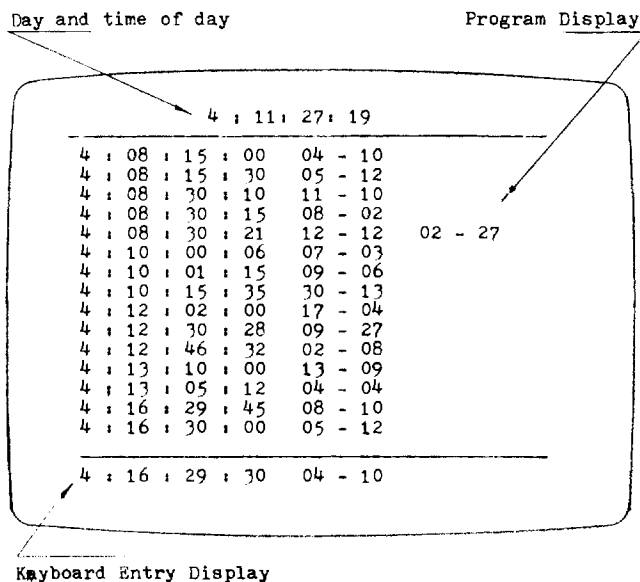 Day and time of day Program Display
4 : 11: 27: 19
4 : 08 : 15 : 00 04 - 10
4 : 08 : 15 : 30 05 - 12
4 : 08 : 30 : 10 11 - 10
4 : 08 : 30 : 15 08 - 02
4 : 08 : 30 : 21 12 - 12 02 - 27
4 : 10 : 00 : 06 07 - 03
4 : 10 : 01 : 15 09 - 06
4 : 10 : 15 : 35 30 - 13
4 : 12 : 02 : 00 17 - 04
4 : 12 : 30 : 28 09 - 27
4 : 12 : 46 : 32 02 - 08
4 : 13 : 10 : 00 13 - 09
4 : 13 : 05 : 12 04 - 04
4 : 16 : 29 : 45 08 - 10
4 : 16 : 30 : 00 05 - 12
4 : 16 : 29 : 30 04 - 10
Kayboard Entry Display